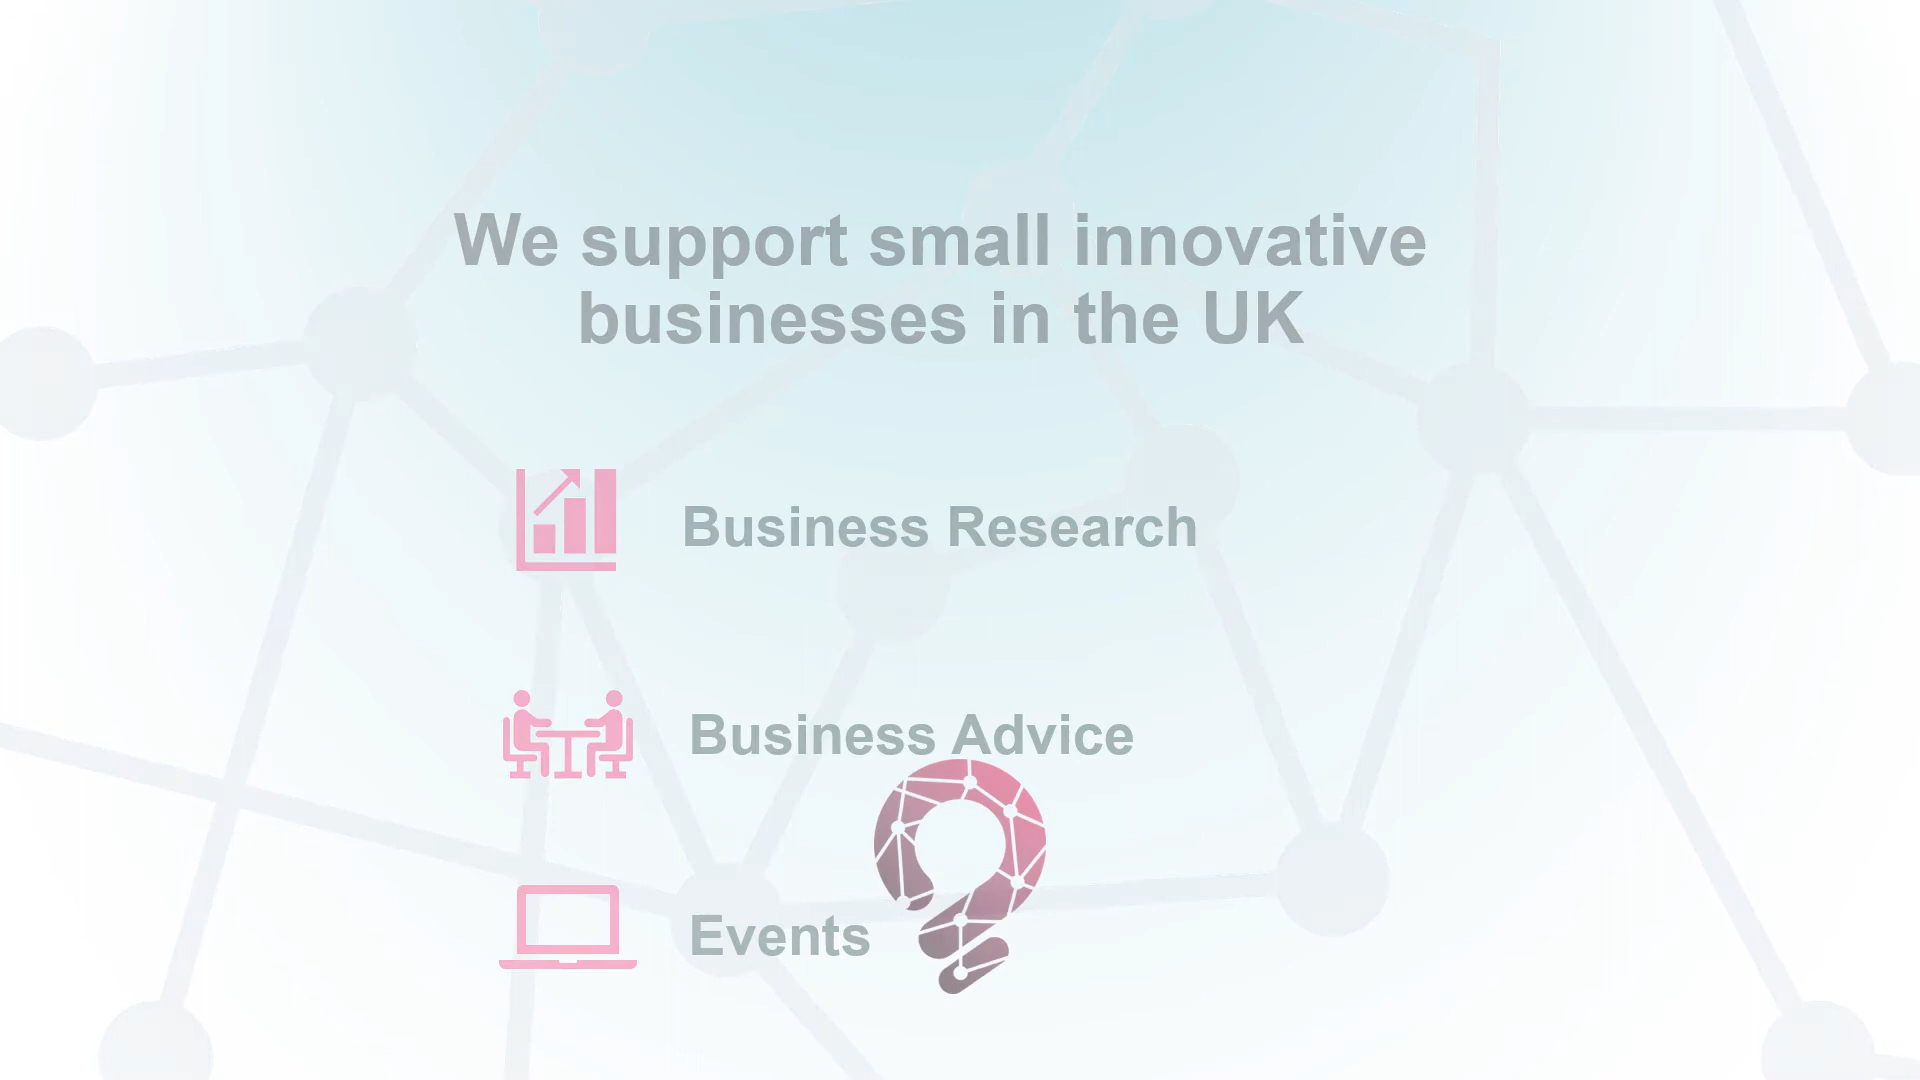 We support small innovative
businesses in the UK
Business Research
Business Advice
Events